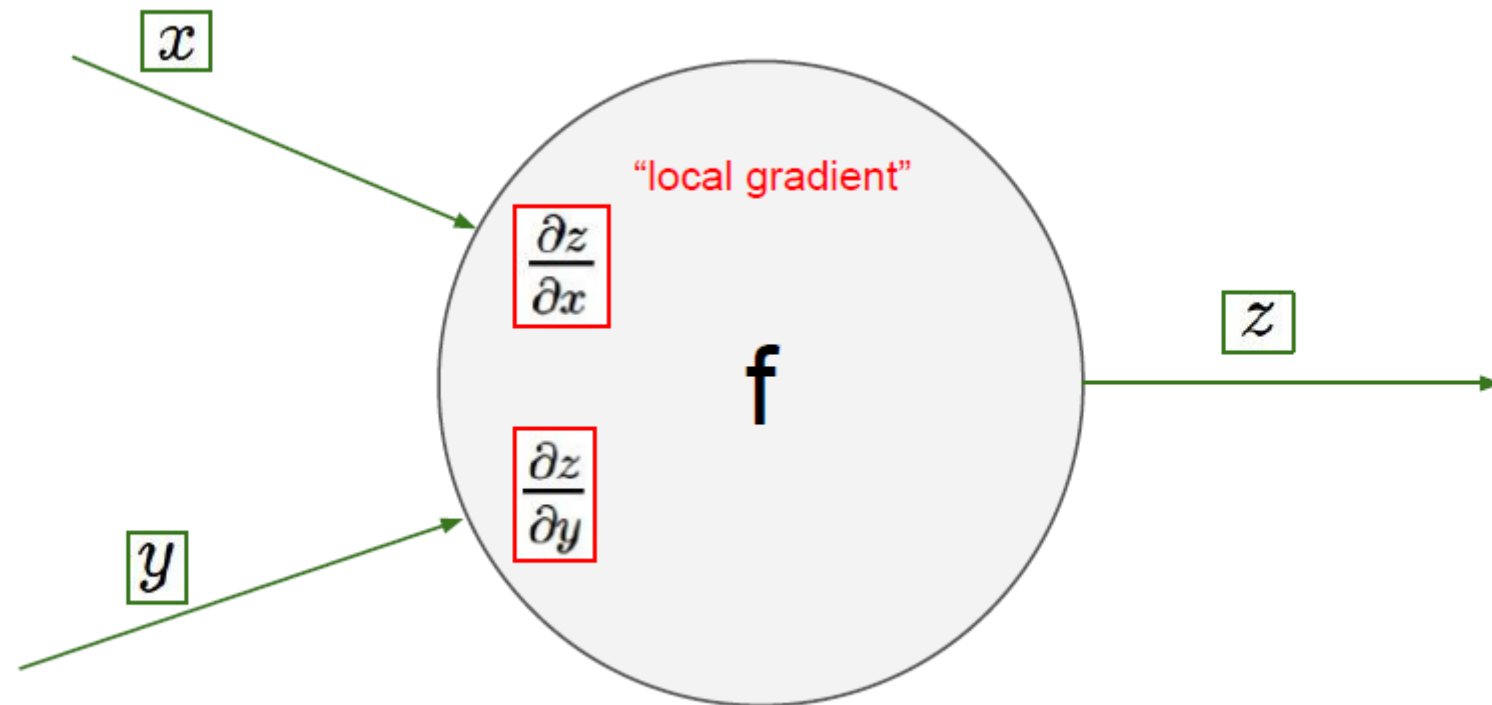 x
“local gradient”
∂z
∂x
f
z
∂z
∂y
y